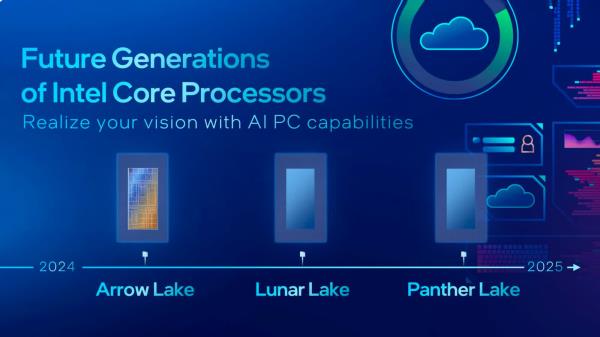 Future Generations
of Intel Core Processors
Realize your vision with AI PC capabilities
2024
2025
Arrow Lake
Lunar Lake
Panther Lake